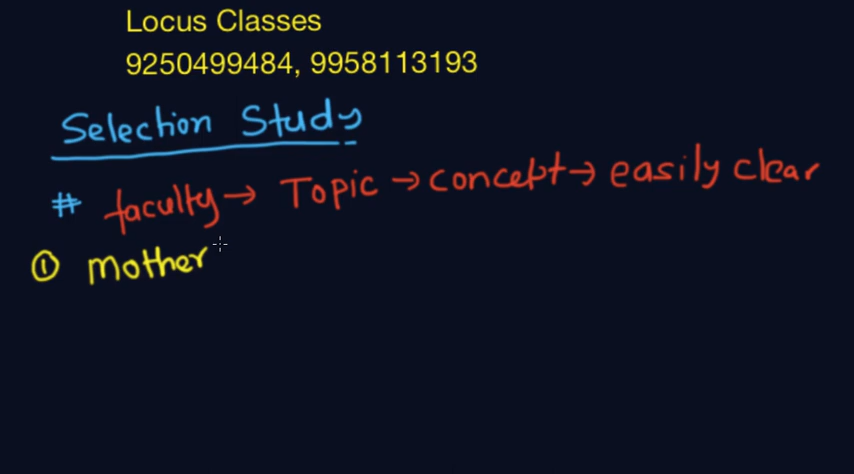 Locus Classes
9250499484, 9958113193
Selection Study
# faculty → Topic → concept → easily clear
① mother